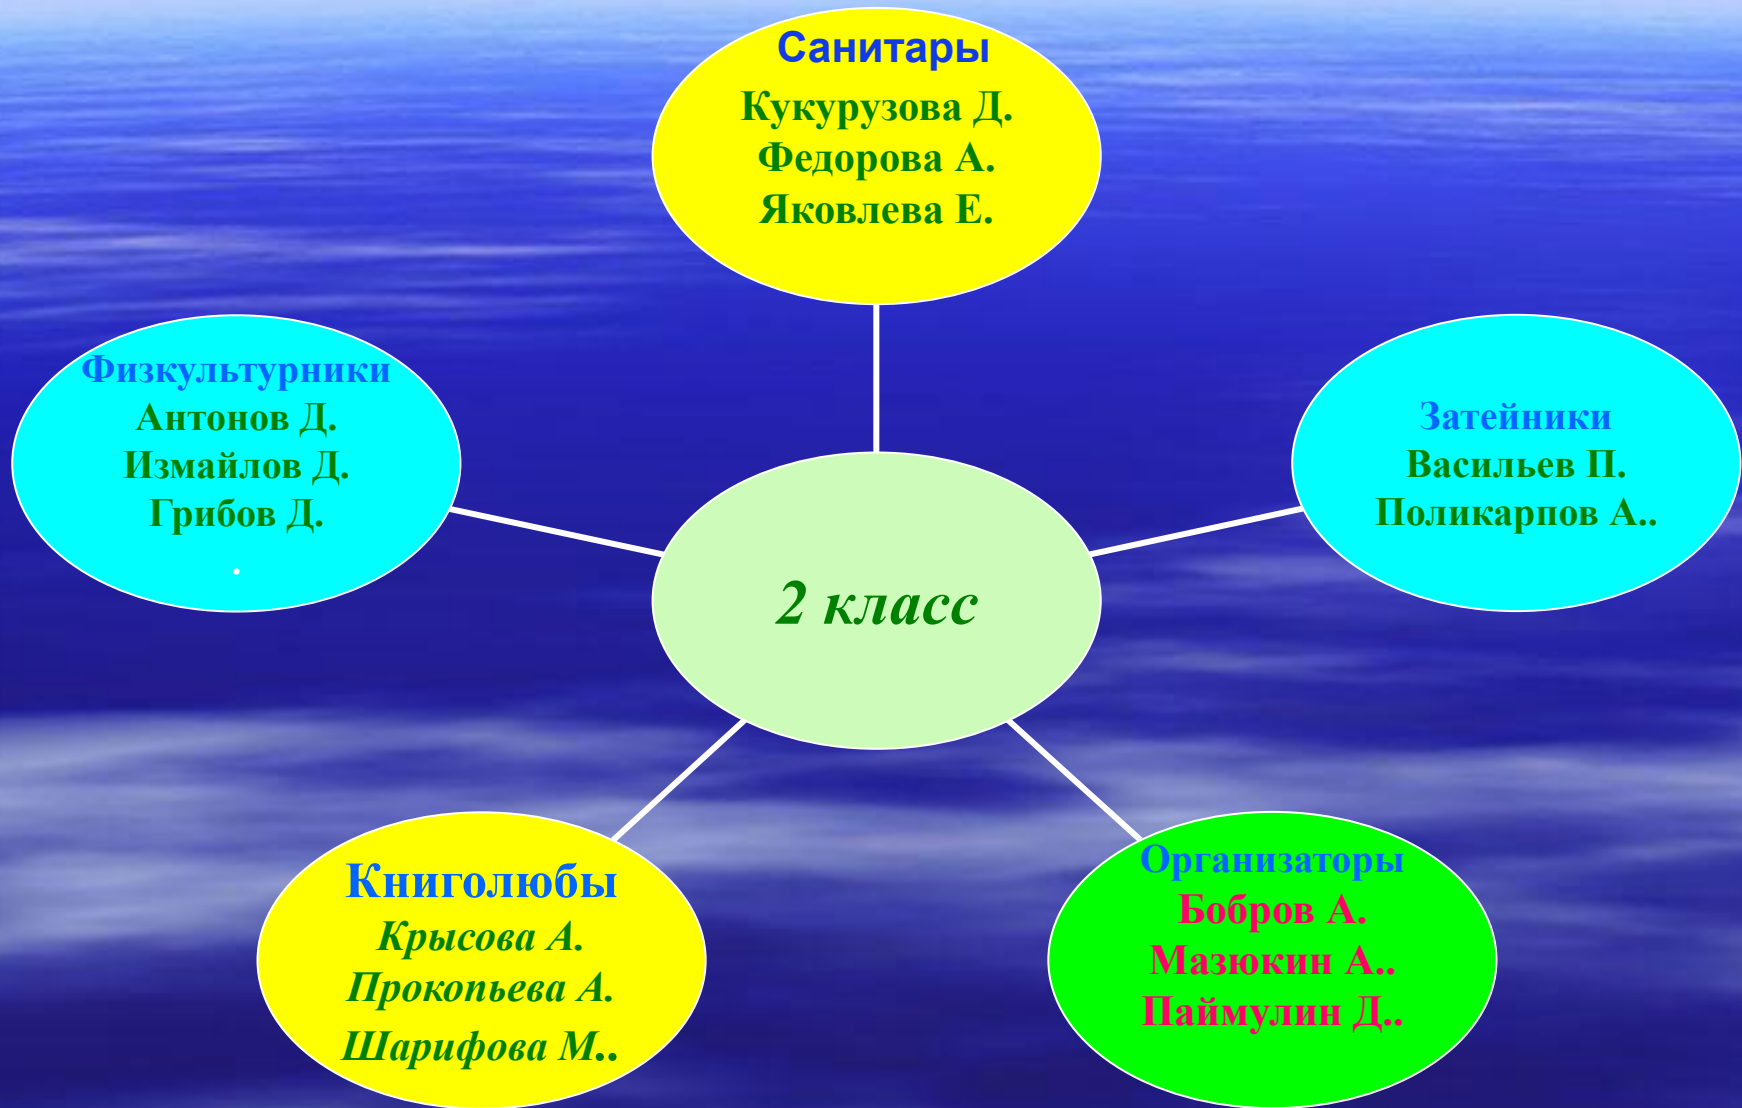 Санитары
Кукурузова Д.
Федорова А.
Яковлева Е.
Физкультурники
Антонов Д.
Измайлов Д.
Грибов Д.
.
Затейники
Васильев П.
Поликарпов А..
2 класс
Книголюбы
Крысова А.
Прокопьева А.
Шарифова М..
Организаторы
Бобров А.
Мазюкин А..
Паймулин Д..